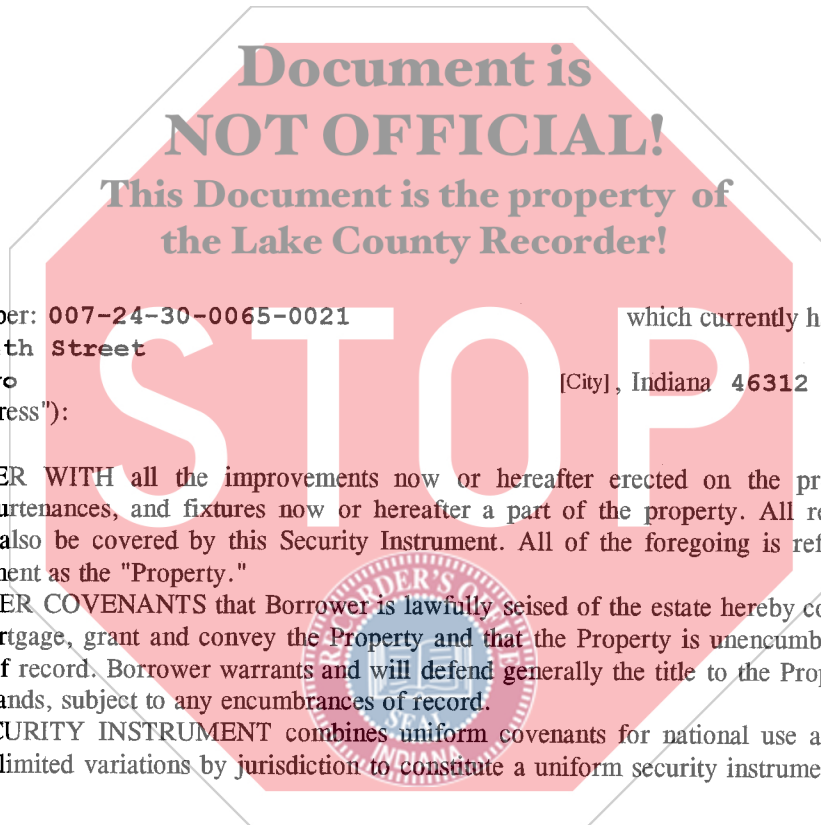 Document is
NOT OFFICIAL!
This Document is the property of
the Lake County Recorder!
STOP
ber: 007-24-30-0065-0021 which currently h
th Street
o [City] , Indiana 46312
ress"):
ER WITH all the improvements now or hereafter erected on the pr
urtenances, and fixtures now or hereafter a part of the property. All re
also be covered by this Security Instrument. All of the foregoing is ref
nent as the "Property."
ER COVENANTS that Borrower is lawfully seised of the estate hereby co
rtgage, grant and convey the Property and that the Property is unencumb
f record. Borrower warrants and will defend generally the title to the Prop
ands, subject to any encumbrances of record.
CURITY INSTRUMENT combines uniform covenants for national use a
limited variations by jurisdiction to constitute a uniform security instrume
RECORDER'S
SEAL
INDIANA